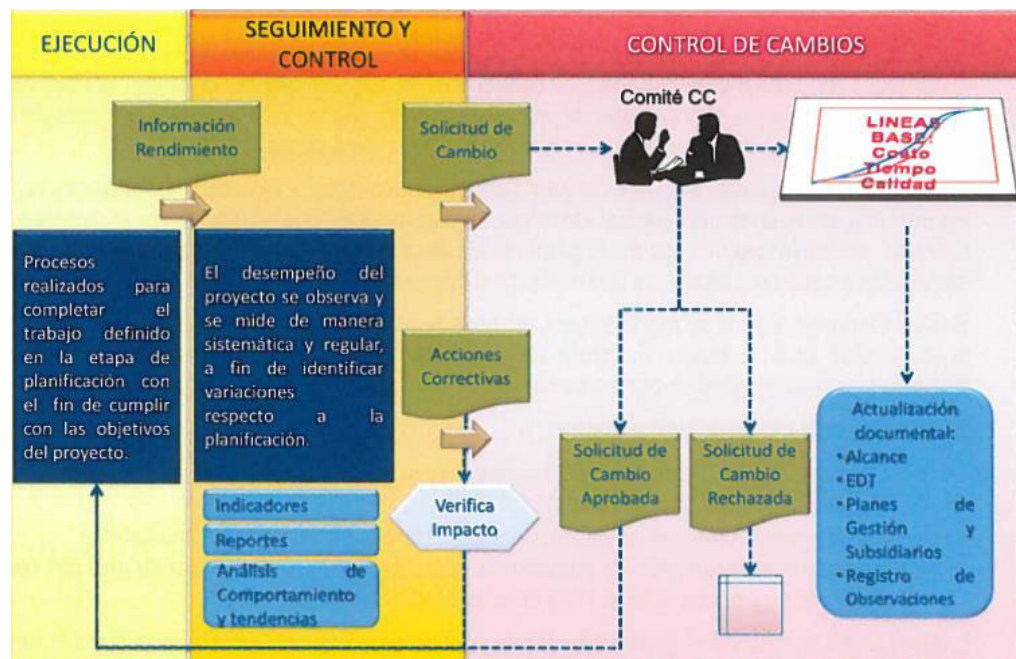 EJECUCIÓN
SEGUIMIENTO Y
CONTROL
CONTROL DE CAMBIOS
Información
Rendimiento
Solicitud de
Cambio
Comité CC
LINEAS
BASE:
Costo
Tiempo
Calidad
Procesos
realizados para
completar el
trabajo definido
en la etapa de
planificación con
el fin de cumplir
con las objetivos
del proyecto.
El desempeño del
proyecto se observa y
se mide de manera
sistemática y regular,
a fin de identificar
variaciones
respecto a la
planificación.
Indicadores
Reportes
Análisis de
Comportamiento
y tendencias
Acciones
Correctivas
Verifica
Impacto
Solicitud de
Cambio
Aprobada
Solicitud de
Cambio
Rechazada
Actualización
documental:
• Alcance
• EDT
• Planes de
Gestión y
Subsidiarios
• Registro de
Observaciones